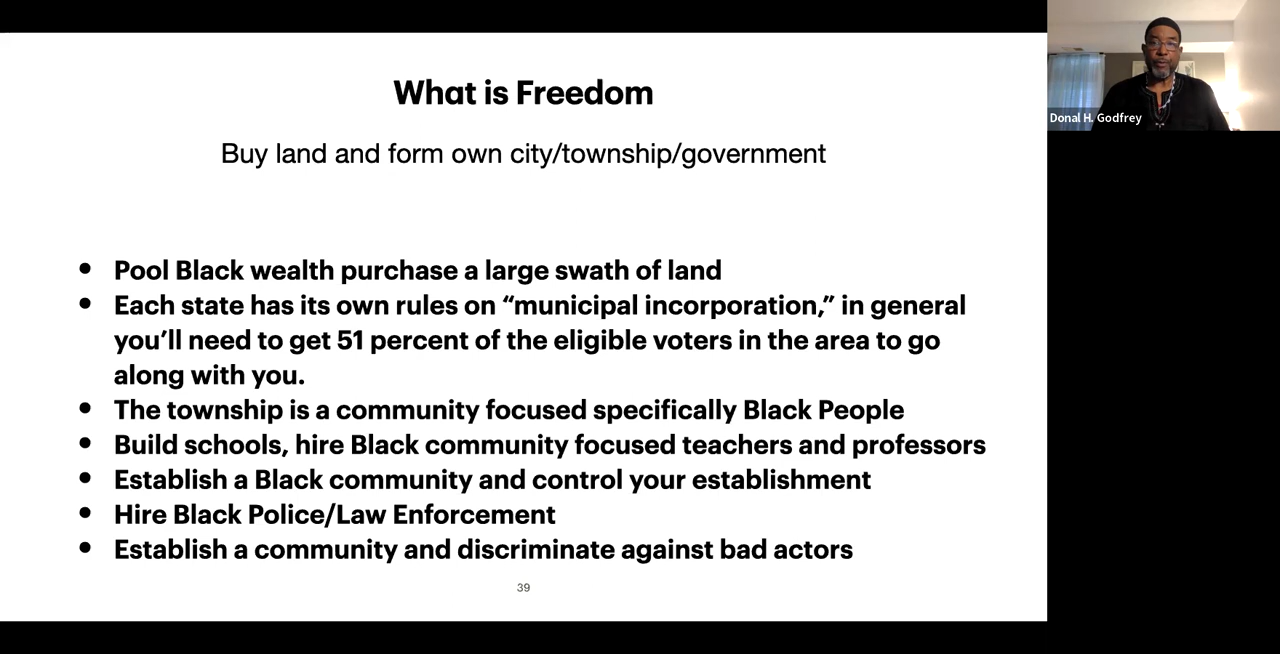 What is Freedom
Buy land and form own city/township/government
• Pool Black wealth purchase a large swath of land
• Each state has its own rules on “municipal incorporation,” in general
you’ll need to get 51 percent of the eligible voters in the area to go
along with you.
• The township is a community focused specifically Black People
• Build schools, hire Black community focused teachers and professors
• Establish a Black community and control your establishment
• Hire Black Police/Law Enforcement
• Establish a community and discriminate against bad actors
39
Donal H. Godfrey